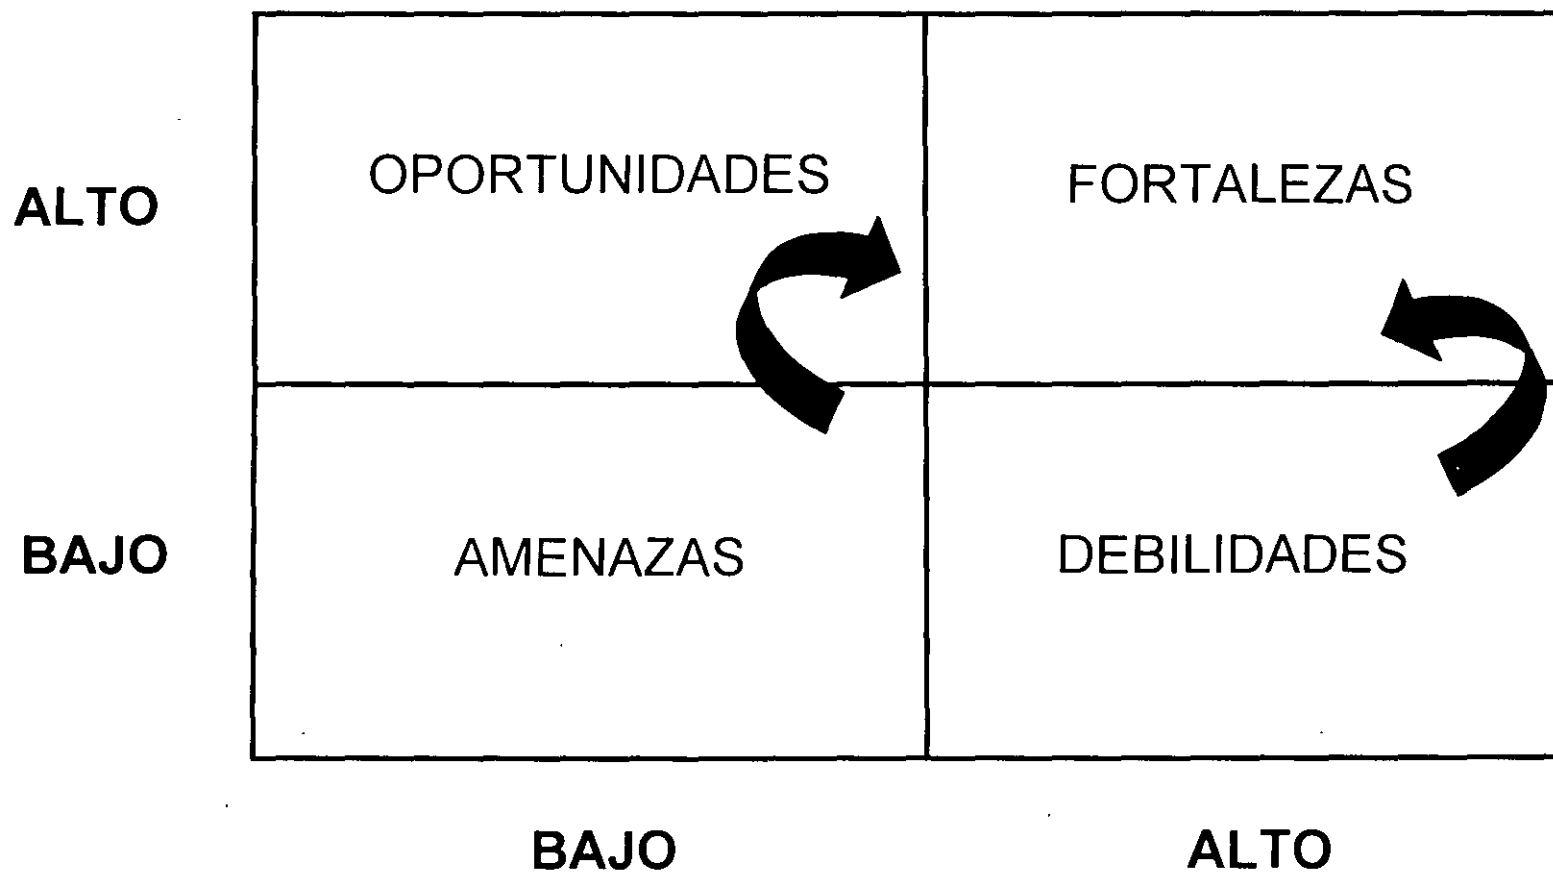 OPORTUNIDADES
FORTALEZAS
ALTO
BAJO
AMENAZAS
DEBILIDADES
BAJO
ALTO